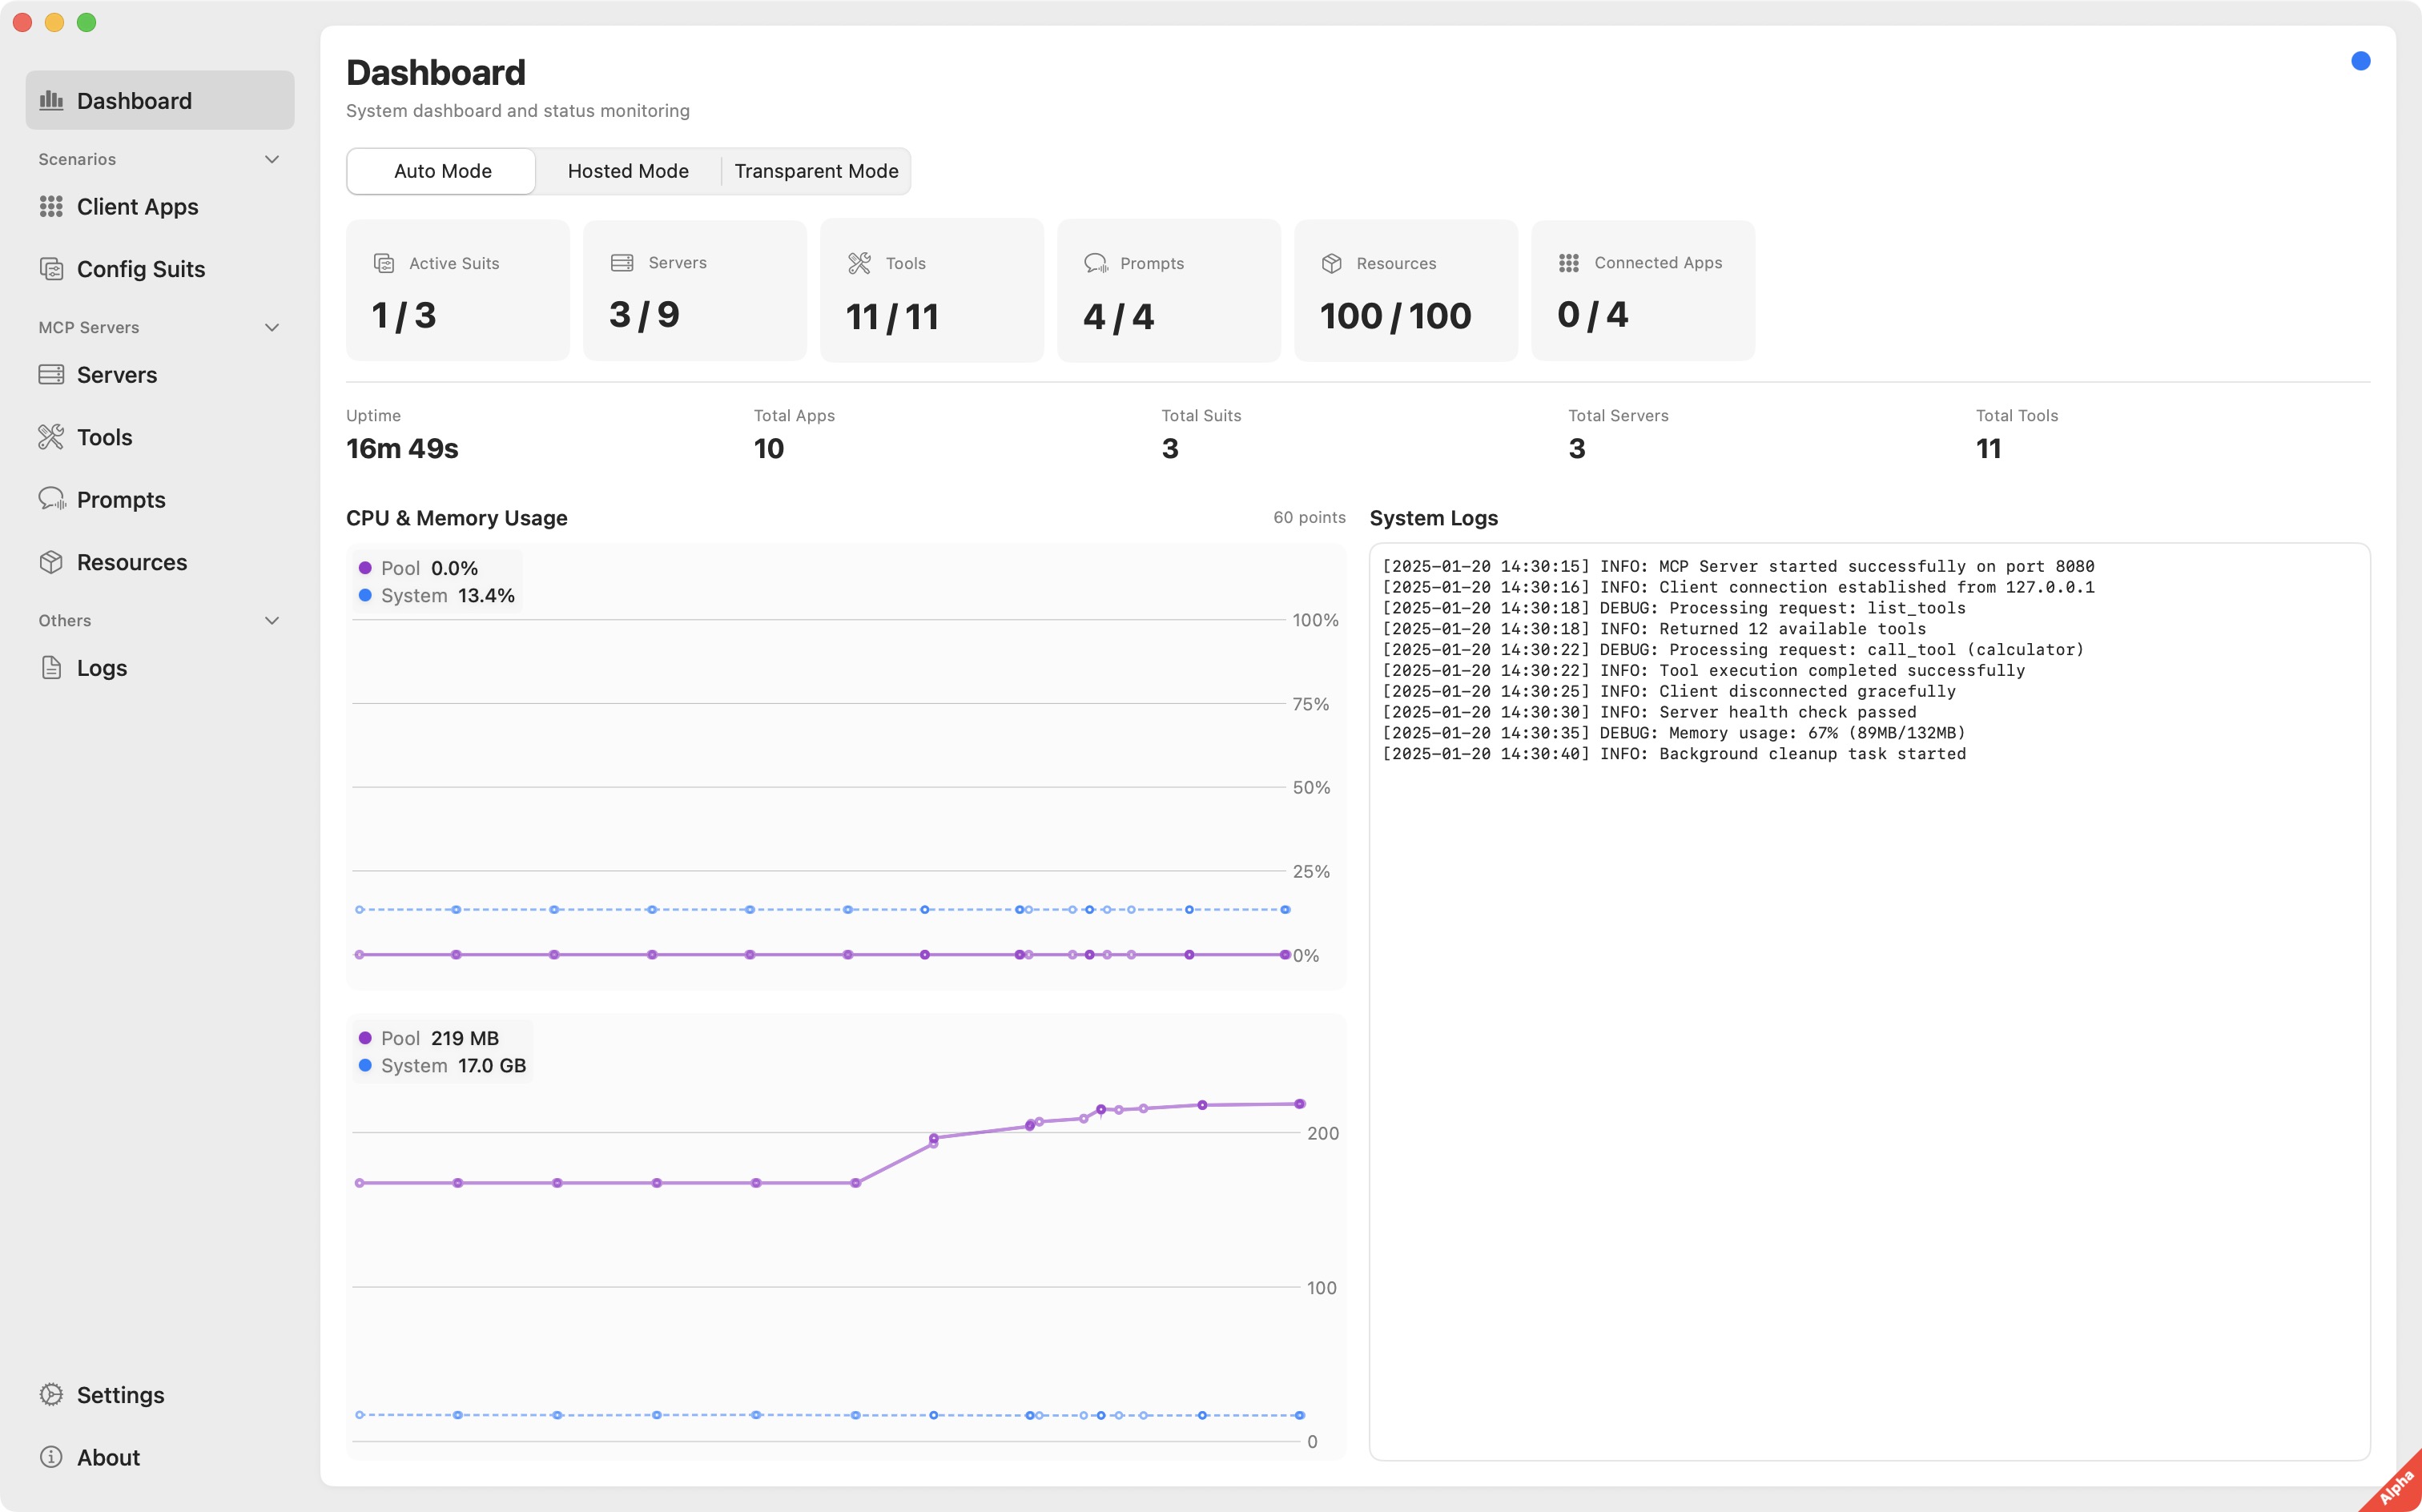 Dashboard
Scenarios
Client Apps
Config Suits
MCP Servers
Servers
Tools
Prompts
Resources
Others
Logs
Settings
About
Dashboard
System dashboard and status monitoring
Auto Mode
Hosted Mode
Transparent Mode
Active Suits
1 / 3
Servers
3 / 9
Tools
11 / 11
Prompts
4 / 4
Resources
100 / 100
Connected Apps
0 / 4
Uptime
16m 49s
Total Apps
10
Total Suits
3
Total Servers
3
Total Tools
11
CPU & Memory Usage
60 points
Pool 0.0%
System 13.4%
100%
75%
50%
25%
0%
Pool 219 MB
System 17.0 GB
200
100
0
System Logs
[2025-01-20 14:30:15] INFO: MCP Server started successfully on port 8080
[2025-01-20 14:30:16] INFO: Client connection established from 127.0.0.1
[2025-01-20 14:30:18] DEBUG: Processing request: list_tools
[2025-01-20 14:30:18] INFO: Returned 12 available tools
[2025-01-20 14:30:22] DEBUG: Processing request: call_tool (calculator)
[2025-01-20 14:30:22] INFO: Tool execution completed successfully
[2025-01-20 14:30:25] INFO: Client disconnected gracefully
[2025-01-20 14:30:30] INFO: Server health check passed
[2025-01-20 14:30:35] DEBUG: Memory usage: 67% (89MB/132MB)
[2025-01-20 14:30:40] INFO: Background cleanup task started
Alpha